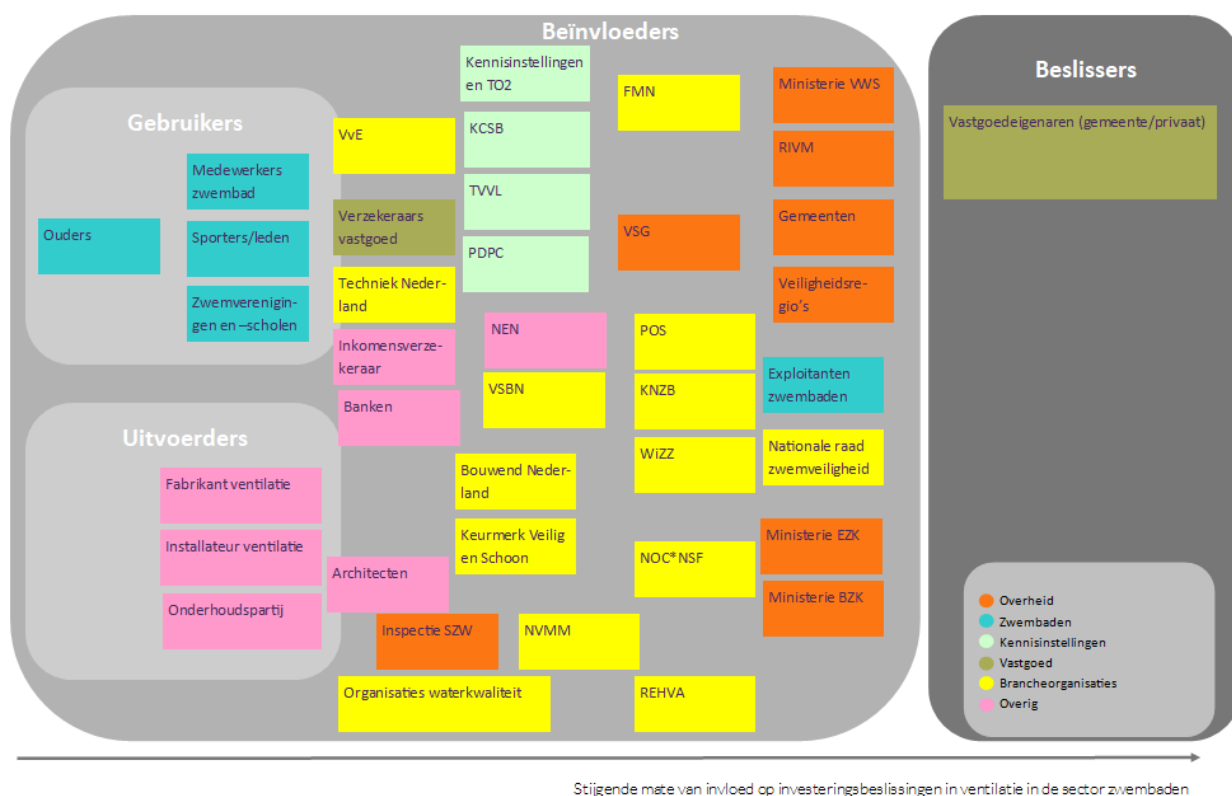 Beïnvloeders
Beslissers
Gebruikers
Uitvoerders
Ouders
Medewerkers
zwembad
Sporters/leden
Zwemverenigin-
gen en –scholen
Fabrikant ventilatie
Installateur ventilatie
Onderhoudspartij
VvE
Verzekeraars
vastgoed
Techniek Neder-
land
Inkomensverze-
keraar
Banken
Architecten
Inspectie SZW
Organisaties waterkwaliteit
Kennisinstellingen
en TO2
KCSB
TVVL
PDPC
NEN
VSBN
Bouwend Neder-
land
Keurmerk Veilig
en Schoon
NVMM
FMN
VSG
POS
KNZB
WiZZ
NOC*NSF
REHVA
Ministerie VWS
RIVM
Gemeenten
Veiligheidsre-
gio's
Exploitanten
zwembaden
Nationale raad
zwemveiligheid
Ministerie EZK
Ministerie BZK
Vastgoedeigenaren (gemeente/privaat)
Overheid
Zwembaden
Kennisinstellingen
Vastgoed
Brancheorganisaties
Overig
Stijgende mate van invloed op investeringsbeslissingen in ventilatie in de sector zwembaden